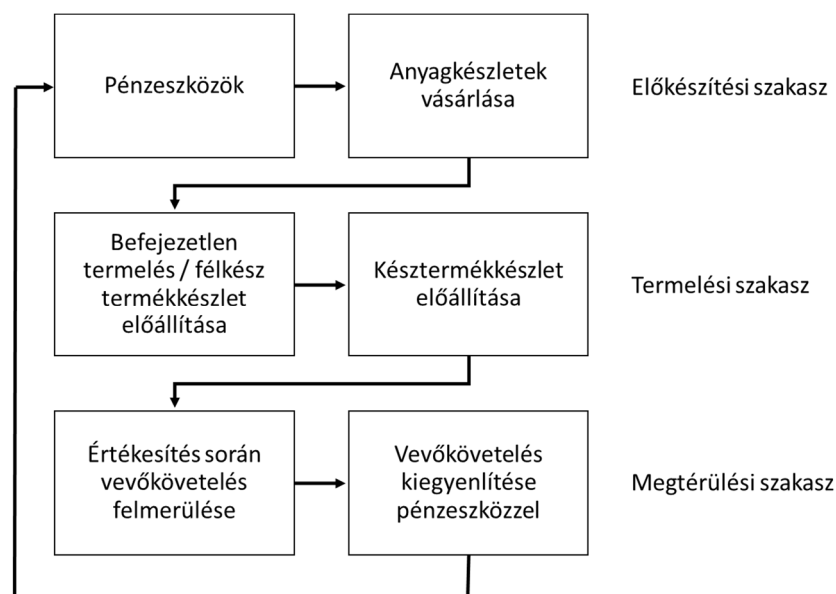 Pénzeszközök
Anyagkészletek
vásárlása
Előkészítési szakasz
Befejezetlen
termelés / félkész
termékkészlet
előállítása
Késztermékkészlet
előállítása
Termelési szakasz
Értékesítés során
vevőkövetelés
felmerülése
Vevőkövetelés
kiegyenlítése
pénzeszközzel
Megtérülési szakasz